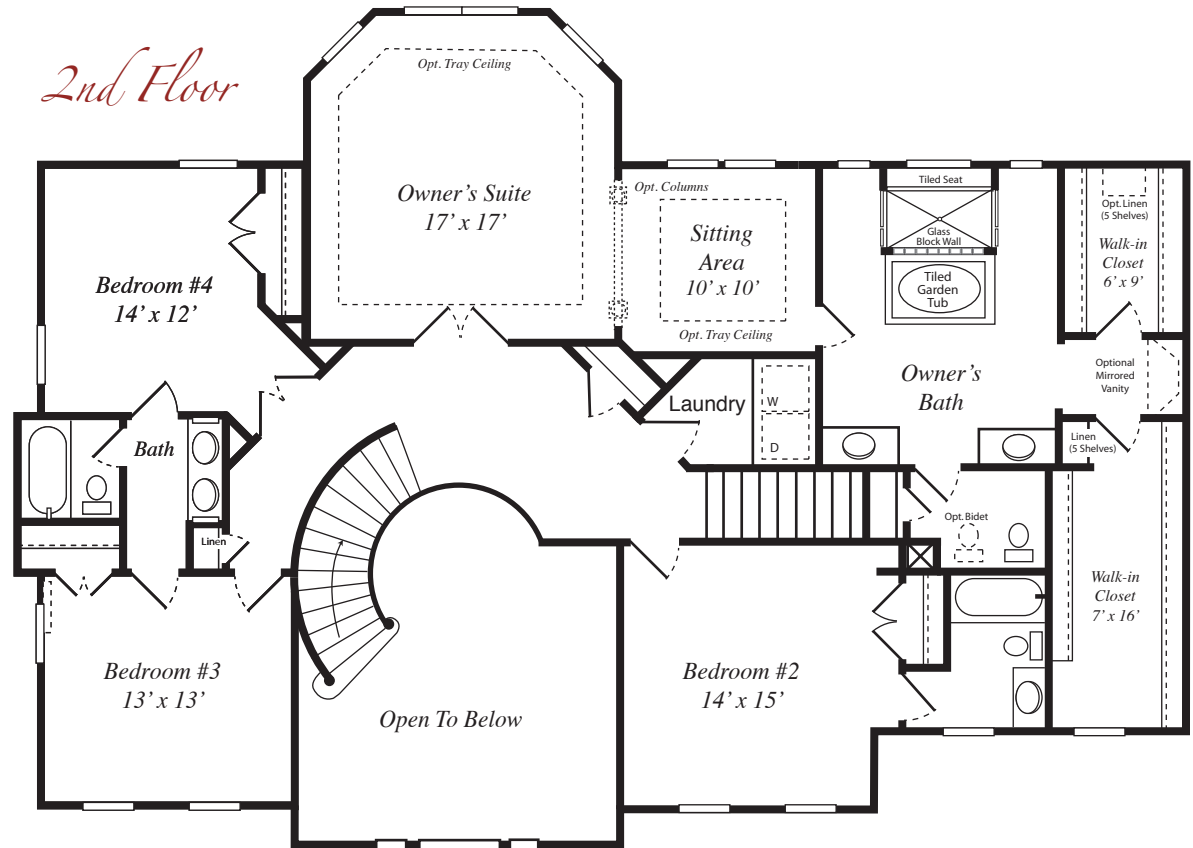 2nd Floor
Opt. Tray Ceiling
Owner’s Suite
17’ x 17’
Opt. Columns
Sitting
Area
10’ x 10’
Opt. Tray Ceiling
Tiled Seat
Glass
Block Wall
Tiled
Garden
Tub
Opt. Linen
(5 Shelves)
Walk-in
Closet
6’ x 9’
Bedroom #4
14’ x 12’
Optional
Mirrored
Vanity
Owner’s
Bath
Laundry
W
D
Linen
(5 Shelves)
Bath
Linen
Opt. Bidet
Walk-in
Closet
7’ x 16’
Bedroom #3
13’ x 13’
Open To Below
Bedroom #2
14’ x 15’